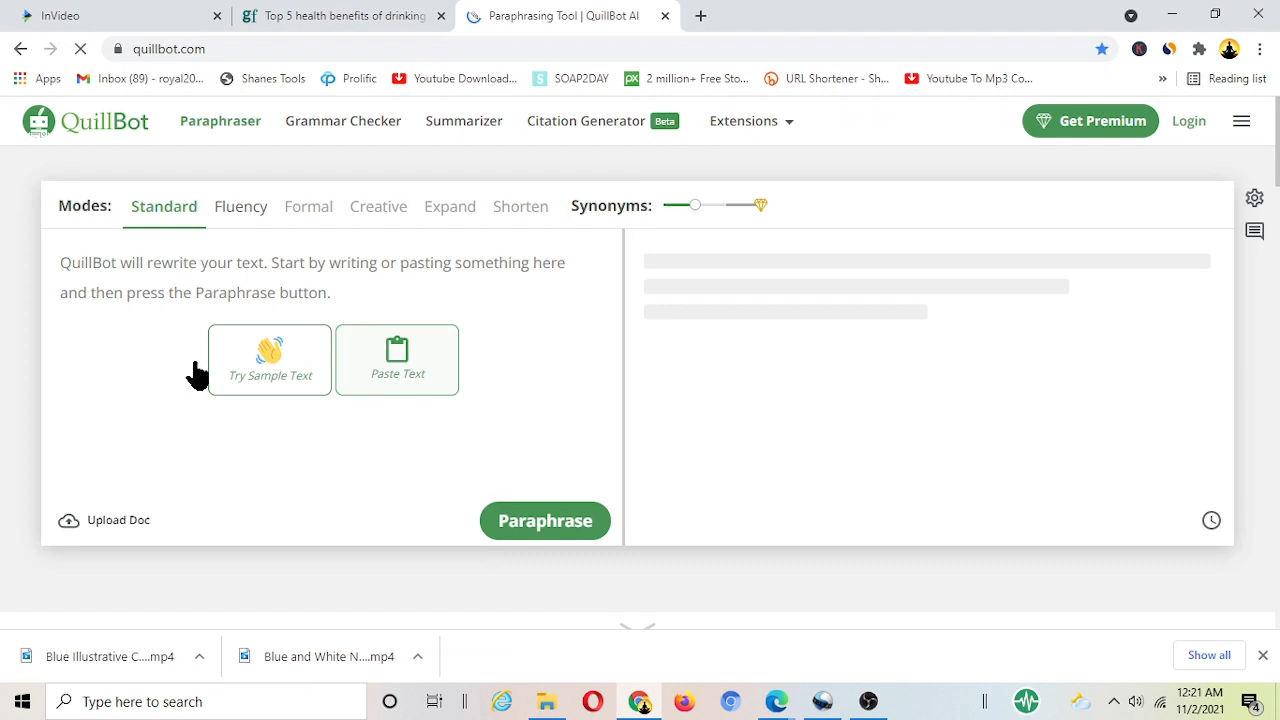 InVideo
Top 5 health benefits of drinking
Paraphrasing Tool | QuillBot AI
quillbot.com
Apps
Inbox (89) - royal20...
Shanes Tools
Prolific
Youtube Download...
SOAP2DAY
2 million+ Free Sto...
URL Shortener - Sh...
Youtube To Mp3 Co...
»
Reading list
QuillBot
Paraphraser
Grammar Checker
Summarizer
Citation Generator Beta
Extensions
Get Premium
Login
Modes:
Standard
Fluency
Formal
Creative
Expand
Shorten
Synonyms:
QuillBot will rewrite your text. Start by writing or pasting something here
and then press the Paraphrase button.
Try Sample Text
Paste Text
Upload Doc
Paraphrase
Blue Illustrative C....mp4
Blue and White N....mp4
Show all
Type here to search
12:21 AM
11/2/2021
4